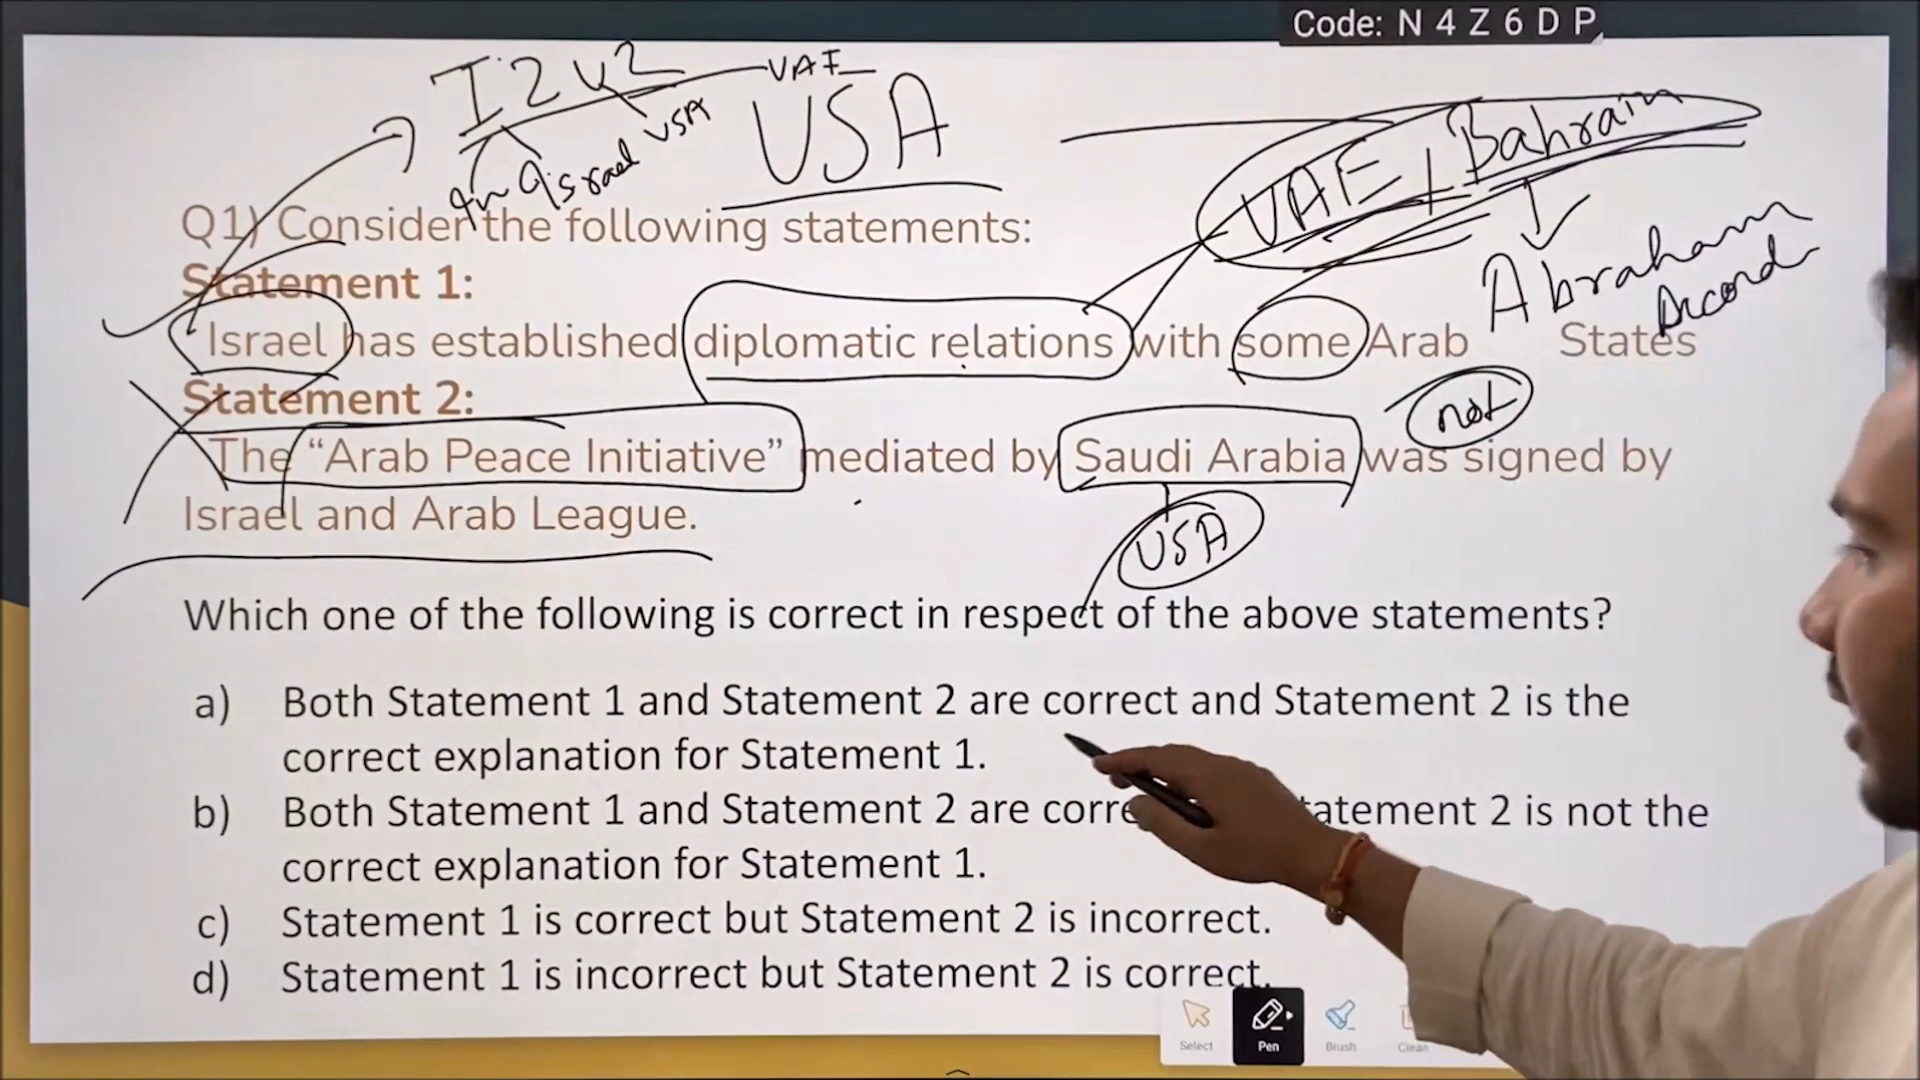 Code: N 4 Z 6 D P
I2U2
UAE
USA
In Israel USA
UAE, Bahrain
Abraham
Accord
Q1) Consider the following statements:
Statement 1:
Israel has established diplomatic relations with some Arab States
Statement 2:
not
The “Arab Peace Initiative” mediated by Saudi Arabia was signed by
Israel and Arab League.
USA
Which one of the following is correct in respect of the above statements?
a) Both Statement 1 and Statement 2 are correct and Statement 2 is the
correct explanation for Statement 1.
b) Both Statement 1 and Statement 2 are corre tatement 2 is not the
correct explanation for Statement 1.
c) Statement 1 is correct but Statement 2 is incorrect.
d) Statement 1 is incorrect but Statement 2 is correct.
Select Pen Brush Clean